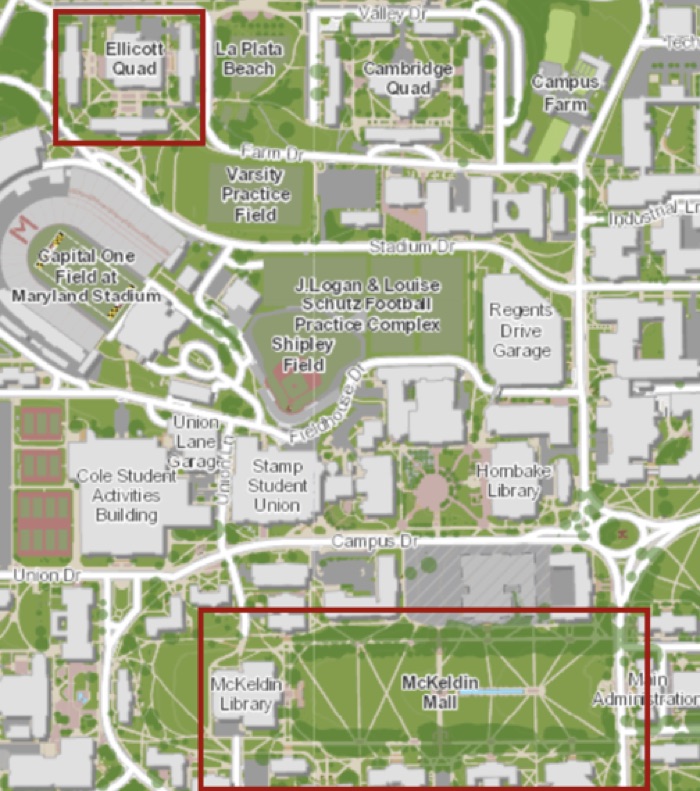 Valley Dr
Ellicott
Quad
La Plata
Beach
Cambridge
Quad
Campus
Farm
Tech
Farm Dr
Varsity
Practice
Field
Industrial Ln
M
Capital One
Field at
Maryland Stadium
Stadium Dr
J.Logan & Louise
Schutz Football
Practice Complex
Shipley
Field
Regents
Drive
Garage
Fieldhouse Dr
Union
Lane
Garage
Union Ln
Cole Student
Activities
Building
Stamp
Student
Union
Hornbake
Library
Campus Dr
Union Dr
McKeldin
Library
McKeldin
Mall
Main
Administration